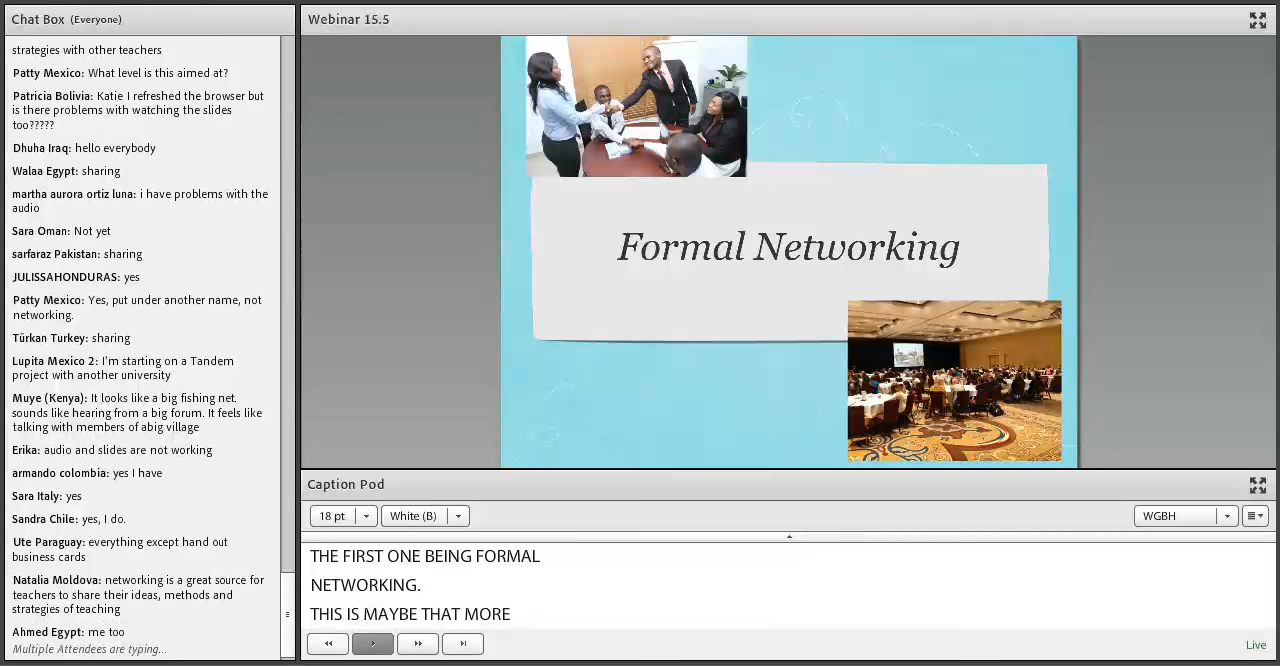 Chat Box (Everyone)
strategies with other teachers
Patty Mexico: What level is this aimed at?
Patricia Bolivia: Katie I refreshed the browser but
is there problems with watching the slides
too?????
Dhuha Iraq: hello everybody
Walaa Egypt: sharing
martha aurora ortiz luna: i have problems with the
audio
Sara Oman: Not yet
sarfaraz Pakistan: sharing
JULISSAHONDURAS: yes
Patty Mexico: Yes, put under another name, not
networking.
Türkan Turkey: sharing
Lupita Mexico 2: I'm starting on a Tandem
project with another university
Muye (Kenya): It looks like a big fishing net.
sounds like hearing from a big forum. It feels like
talking with members of abig village
Erika: audio and slides are not working
armando colombia: yes I have
Sara Italy: yes
Sandra Chile: yes, I do.
Ute Paraguay: everything except hand out
business cards
Natalia Moldova: networking is a great source for
teachers to share their ideas, methods and
strategies of teaching
Ahmed Egypt: me too
Multiple Attendees are typing...
Webinar 15.5
Formal Networking
Caption Pod
18 pt
White (B)
WGBH
THE FIRST ONE BEING FORMAL
NETWORKING.
THIS IS MAYBE THAT MORE
Live